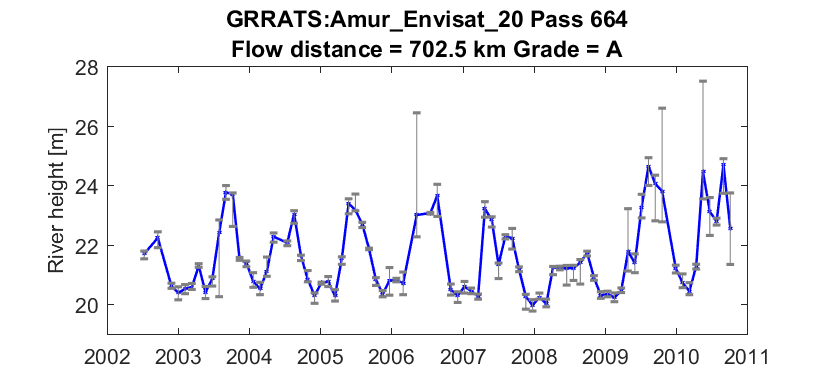 GRRATS:Amur_Envisat_20 Pass 664
Flow distance = 702.5 km Grade = A
River height [m]
28
26
24
22
20
2002 2003 2004 2005 2006 2007 2008 2009 2010 2011